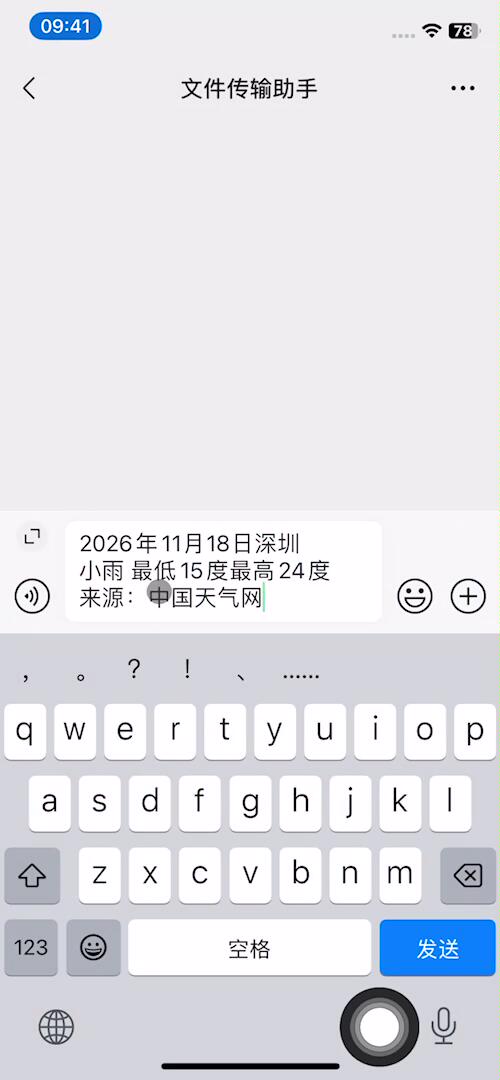 09:41
78
文件传输助手
2026年11月18日深圳
小雨 最低15度最高24度
来源：中国天气网
， 。 ？ ！ 、 ……
q w e r t y u i o p
a s d f g h j k l
z x c v b n m
123 空格 发送